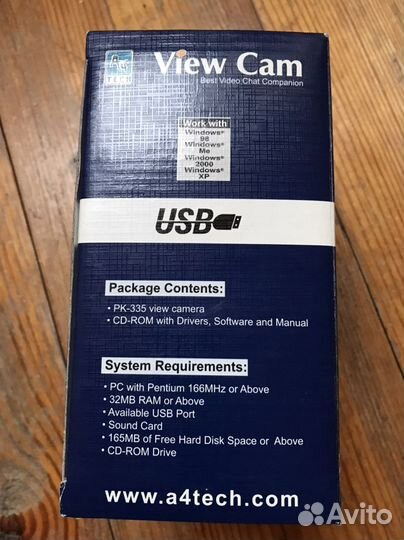 A4
TECH
View Cam
Best Video Chat Companion
Work with
Windows®
98
Windows®
Me
Windows®
2000
Windows®
XP
USB
Package Contents:
• PK-335 view camera
• CD-ROM with Drivers, Software and Manual
System Requirements:
• PC with Pentium 166MHz or Above
• 32MB RAM or Above
• Available USB Port
• Sound Card
• 165MB of Free Hard Disk Space or Above
• CD-ROM Drive
www.a4tech.com
Avito